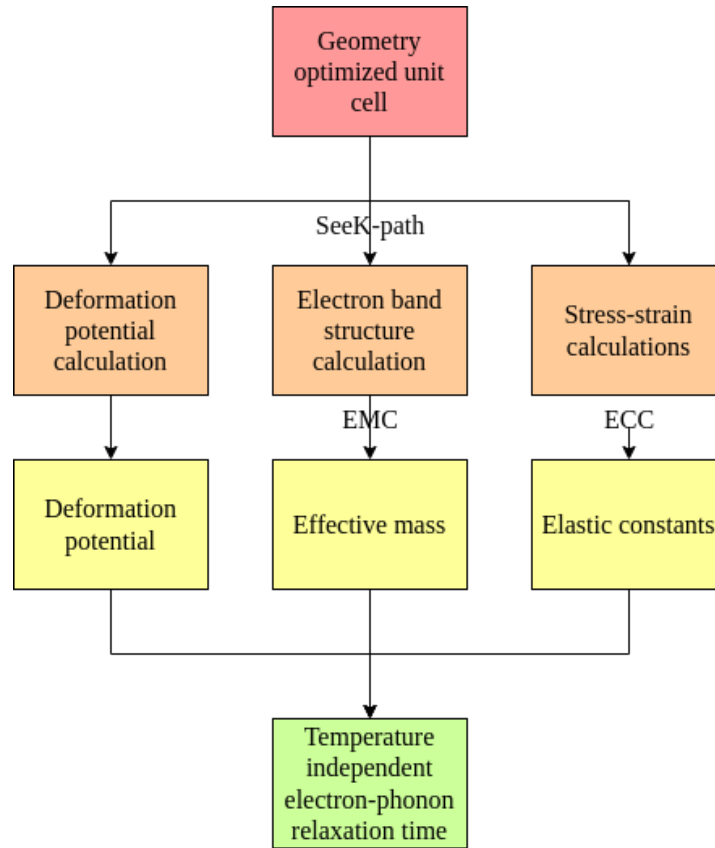 Geometry
optimized unit
cell
SeeK-path
Deformation
potential
calculation
Electron band
structure
calculation
Stress-strain
calculations
EMC
ECC
Deformation
potential
Effective mass
Elastic constants
Temperature
independent
electron-phonon
relaxation time